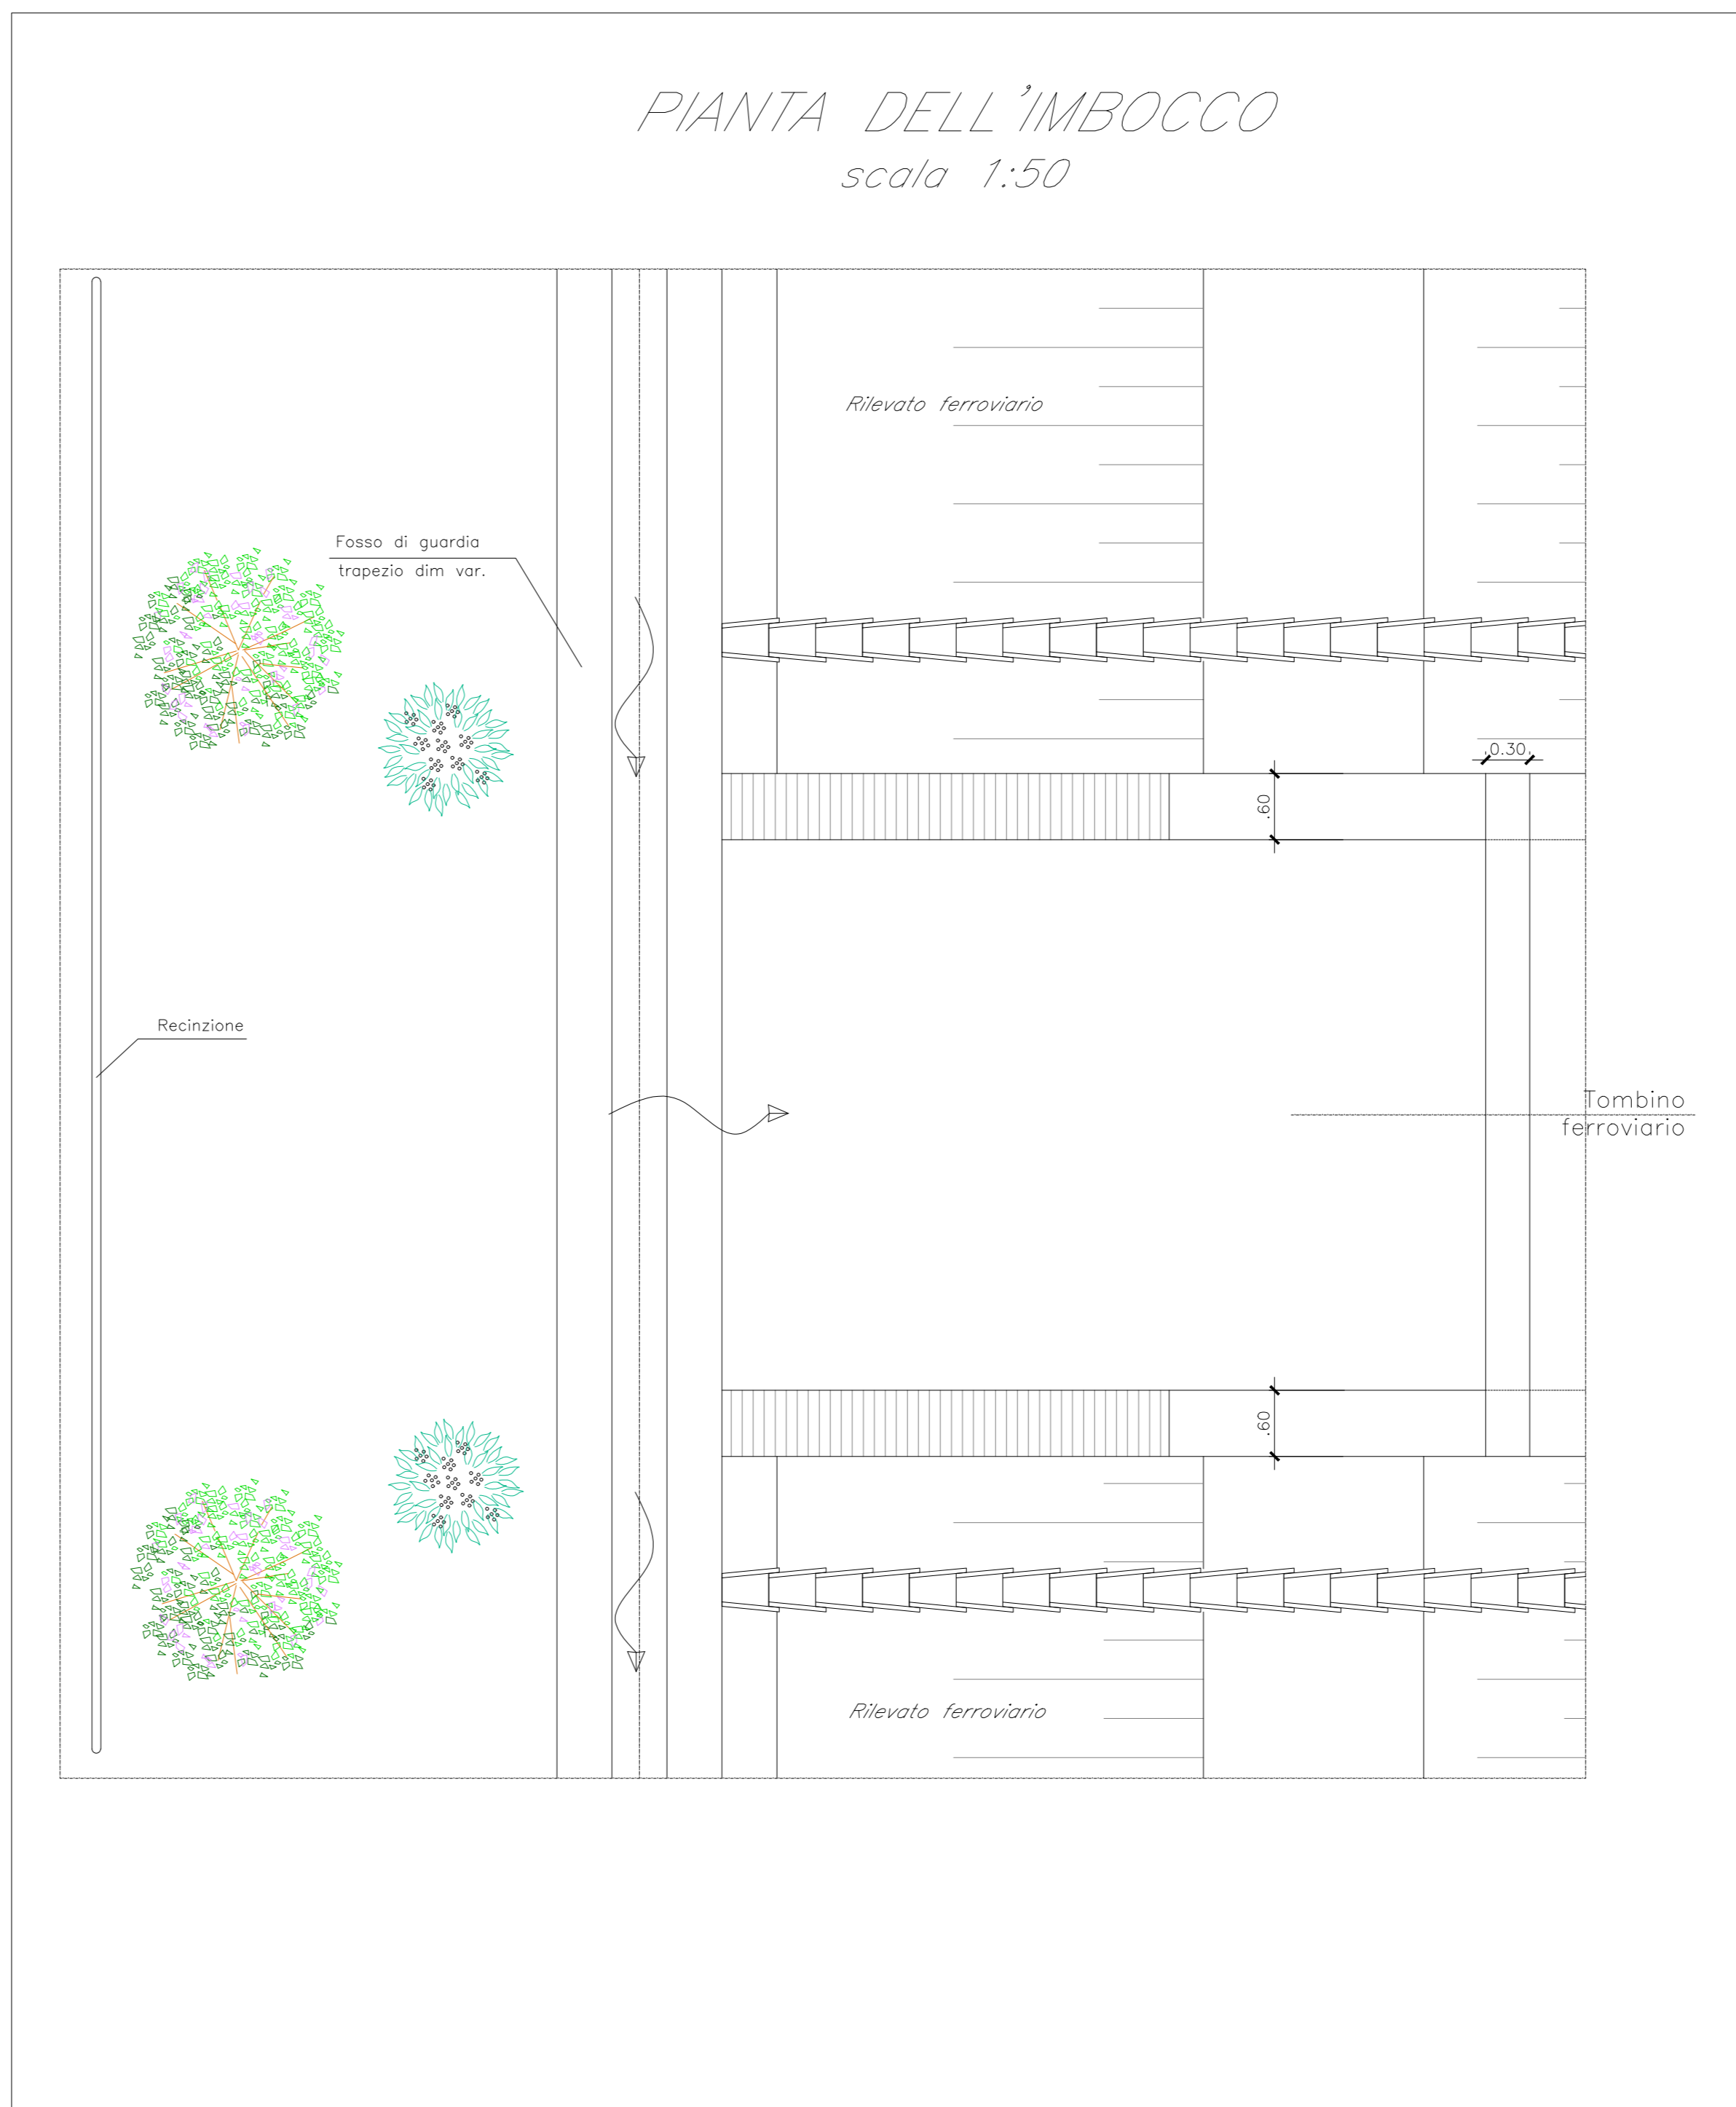 PIANTA DELL'IMBOCCO
scala 1:50
Rilevato ferroviario
Fosso di guardia
trapezio dim var.
0.30
.60
Recinzione
Tombino
ferroviario
.60
Rilevato ferroviario